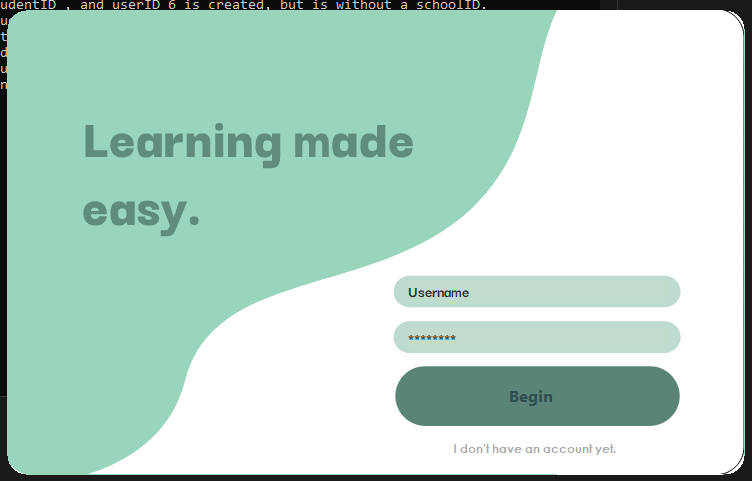 udentID , and userID 6 is created, but is without a schoolID.
Learning made
easy.
Username
********
Begin
I don't have an account yet.